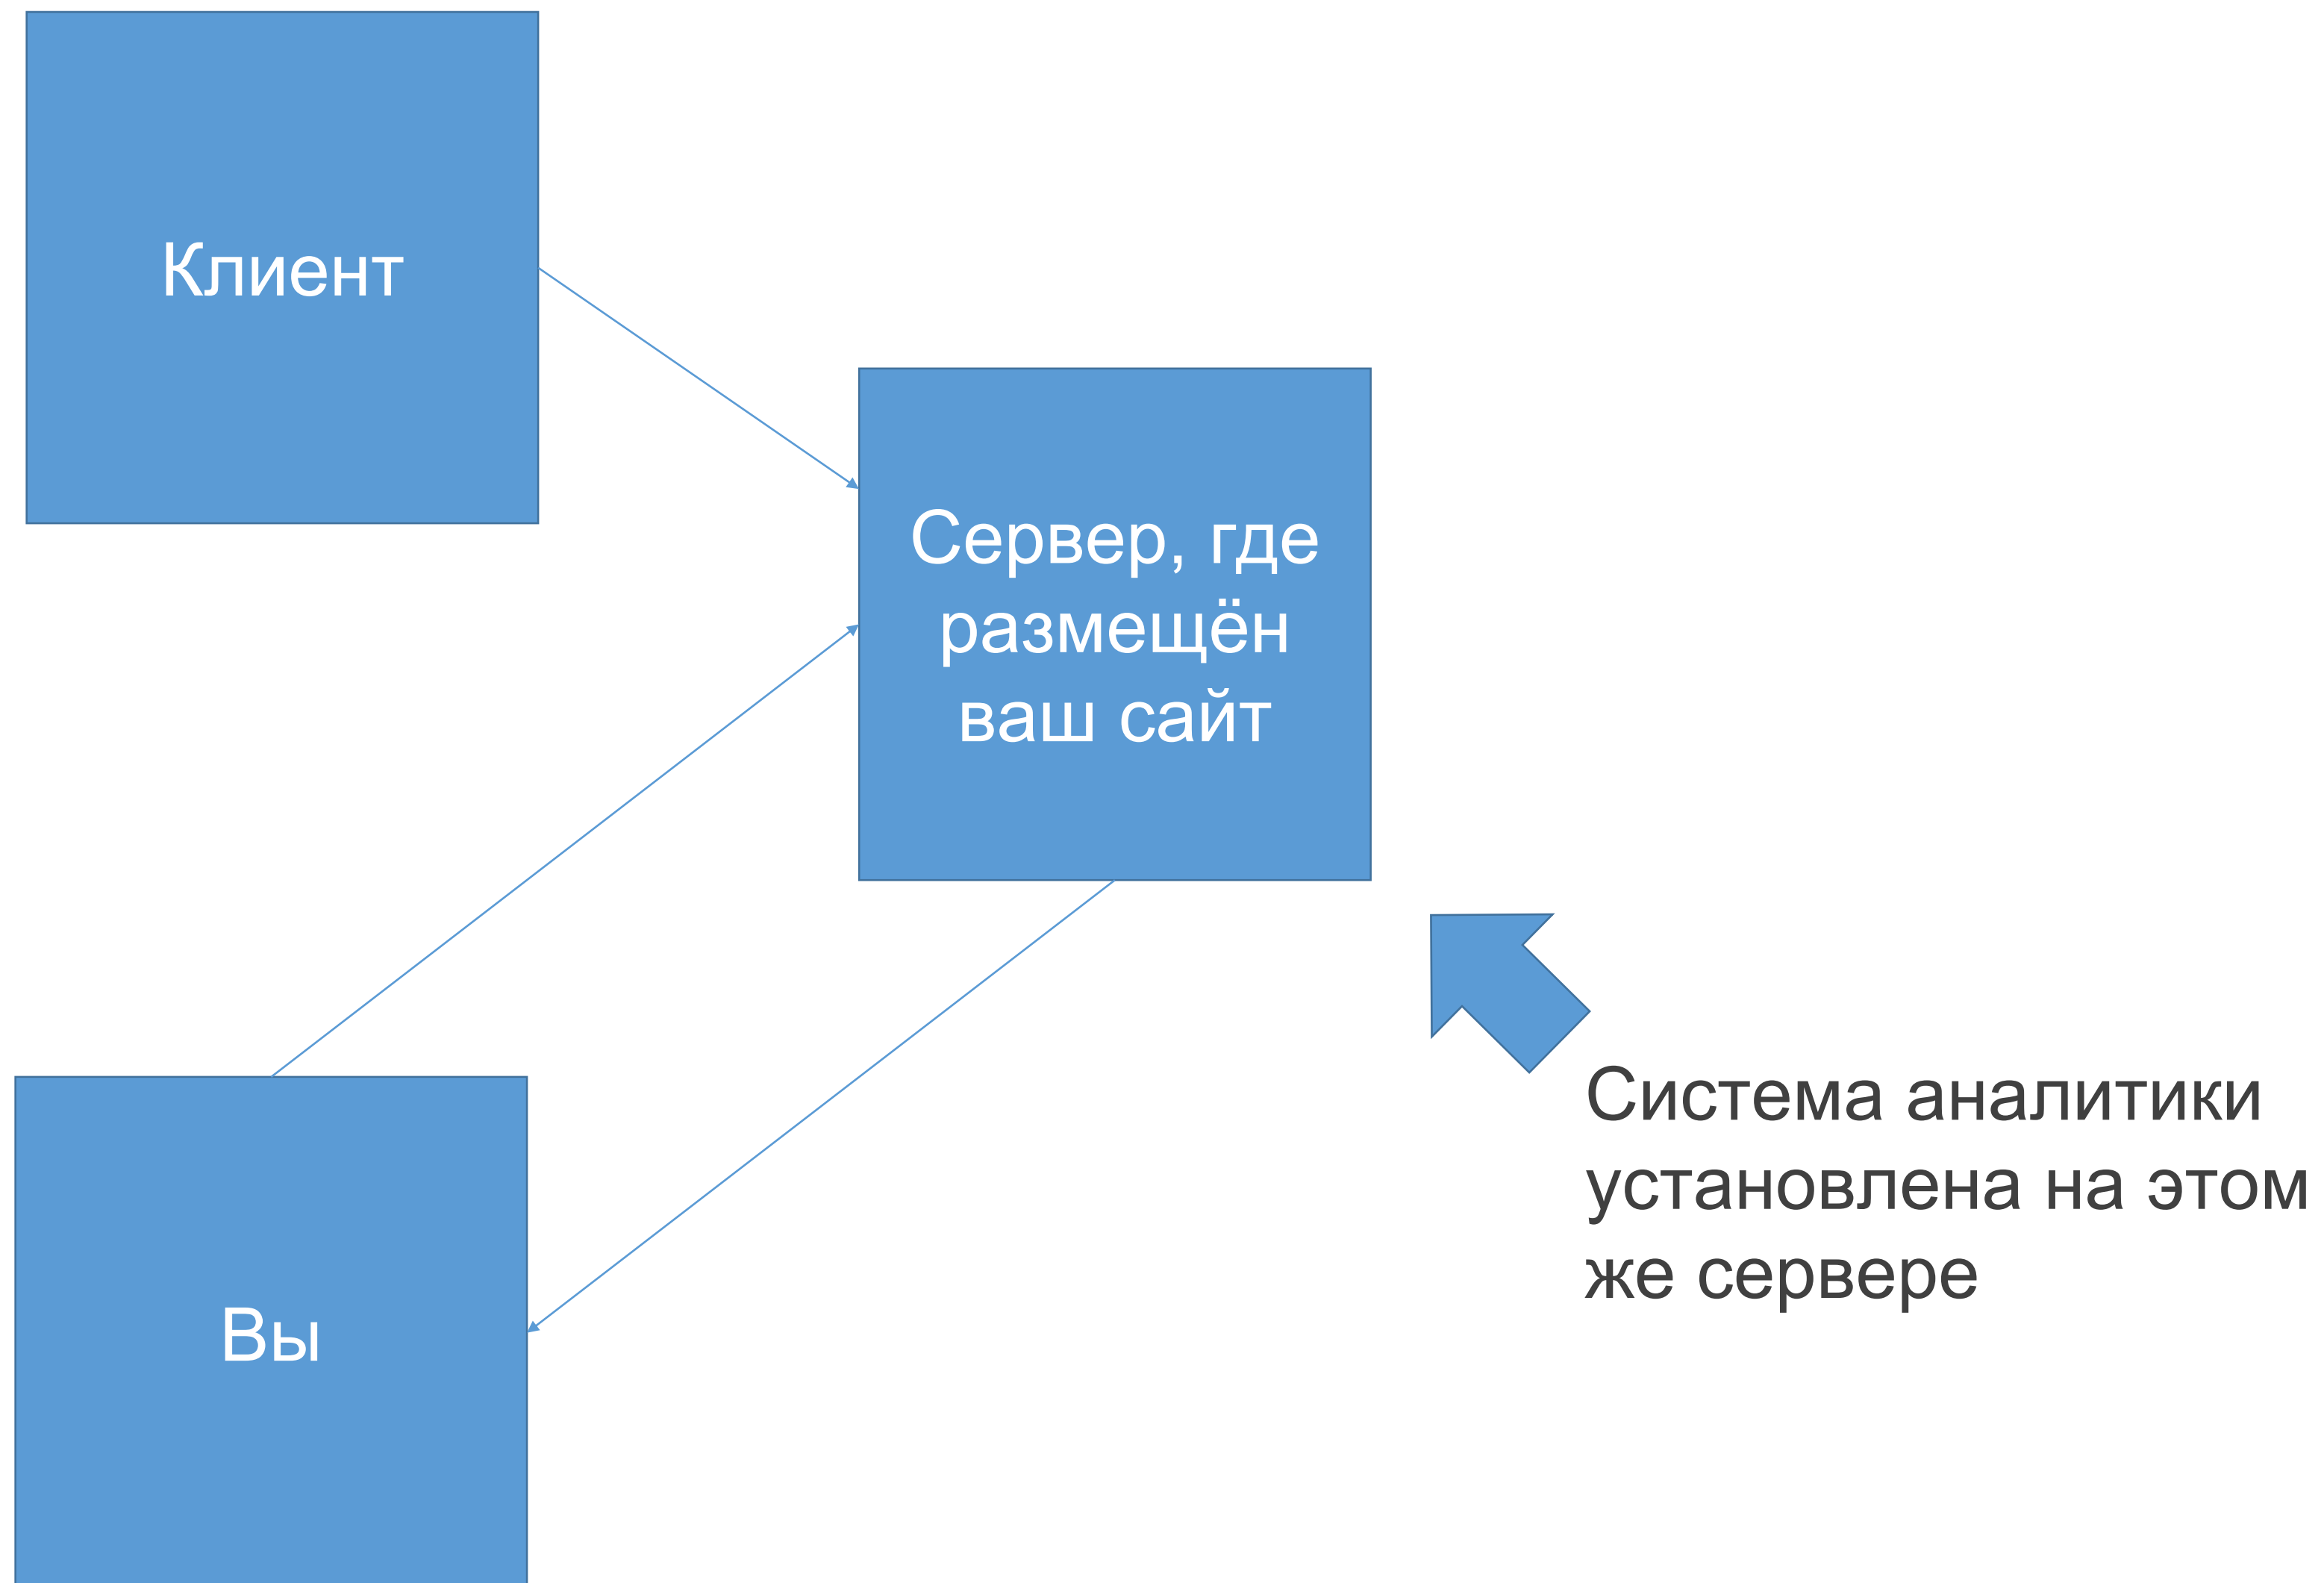 Клиент
Сервер, где
размещён
ваш сайт
Система аналитики
установлена на этом
же сервере
Вы